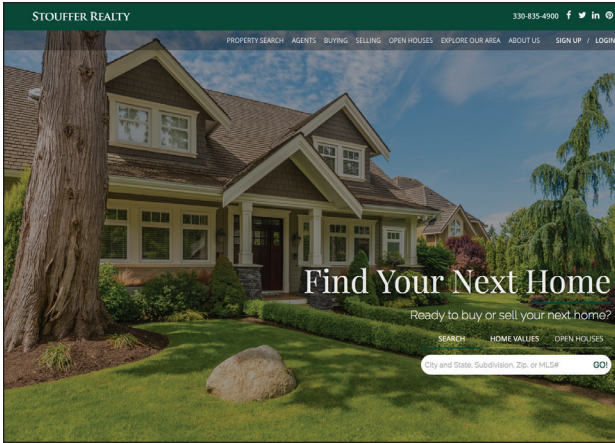 STOUFFER REALTY
330-835-4900
PROPERTY SEARCH AGENTS BUYING SELLING OPEN HOUSES EXPLORE OUR AREA ABOUT US SIGN UP / LOGIN
Find Your Next Home
Ready to buy or sell your next home?
SEARCH HOME VALUES OPEN HOUSES
City and State, Subdivision, Zip, or MLS# GO!